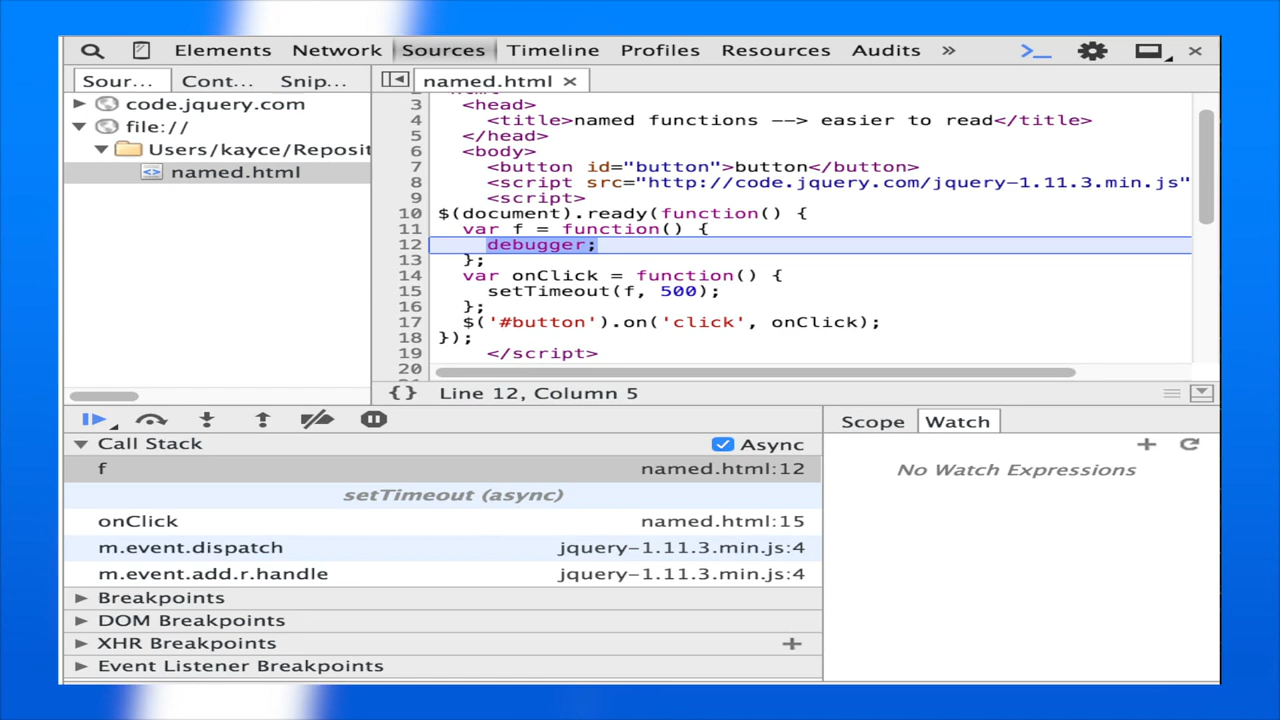 Elements Network Sources Timeline Profiles Resources Audits »
Sour... Cont... Snip... named.html ×
code.jquery.com
file://
Users/kayce/Reposit
named.html
3 <head>
4 <title>named functions --> easier to read</title>
5 </head>
6 <body>
7 <button id="button">button</button>
8 <script src="http://code.jquery.com/jquery-1.11.3.min.js"
9 <script>
10 $(document).ready(function() {
11 var f = function() {
12 debugger;
13 };
14 var onClick = function() {
15 setTimeout(f, 500);
16 };
17 $('#button').on('click', onClick);
18 });
19 </script>
20
{} Line 12, Column 5
Call Stack Async
f named.html:12
setTimeout (async)
onClick named.html:15
m.event.dispatch jquery-1.11.3.min.js:4
m.event.add.r.handle jquery-1.11.3.min.js:4
Breakpoints
DOM Breakpoints
XHR Breakpoints +
Event Listener Breakpoints
Scope Watch
No Watch Expressions